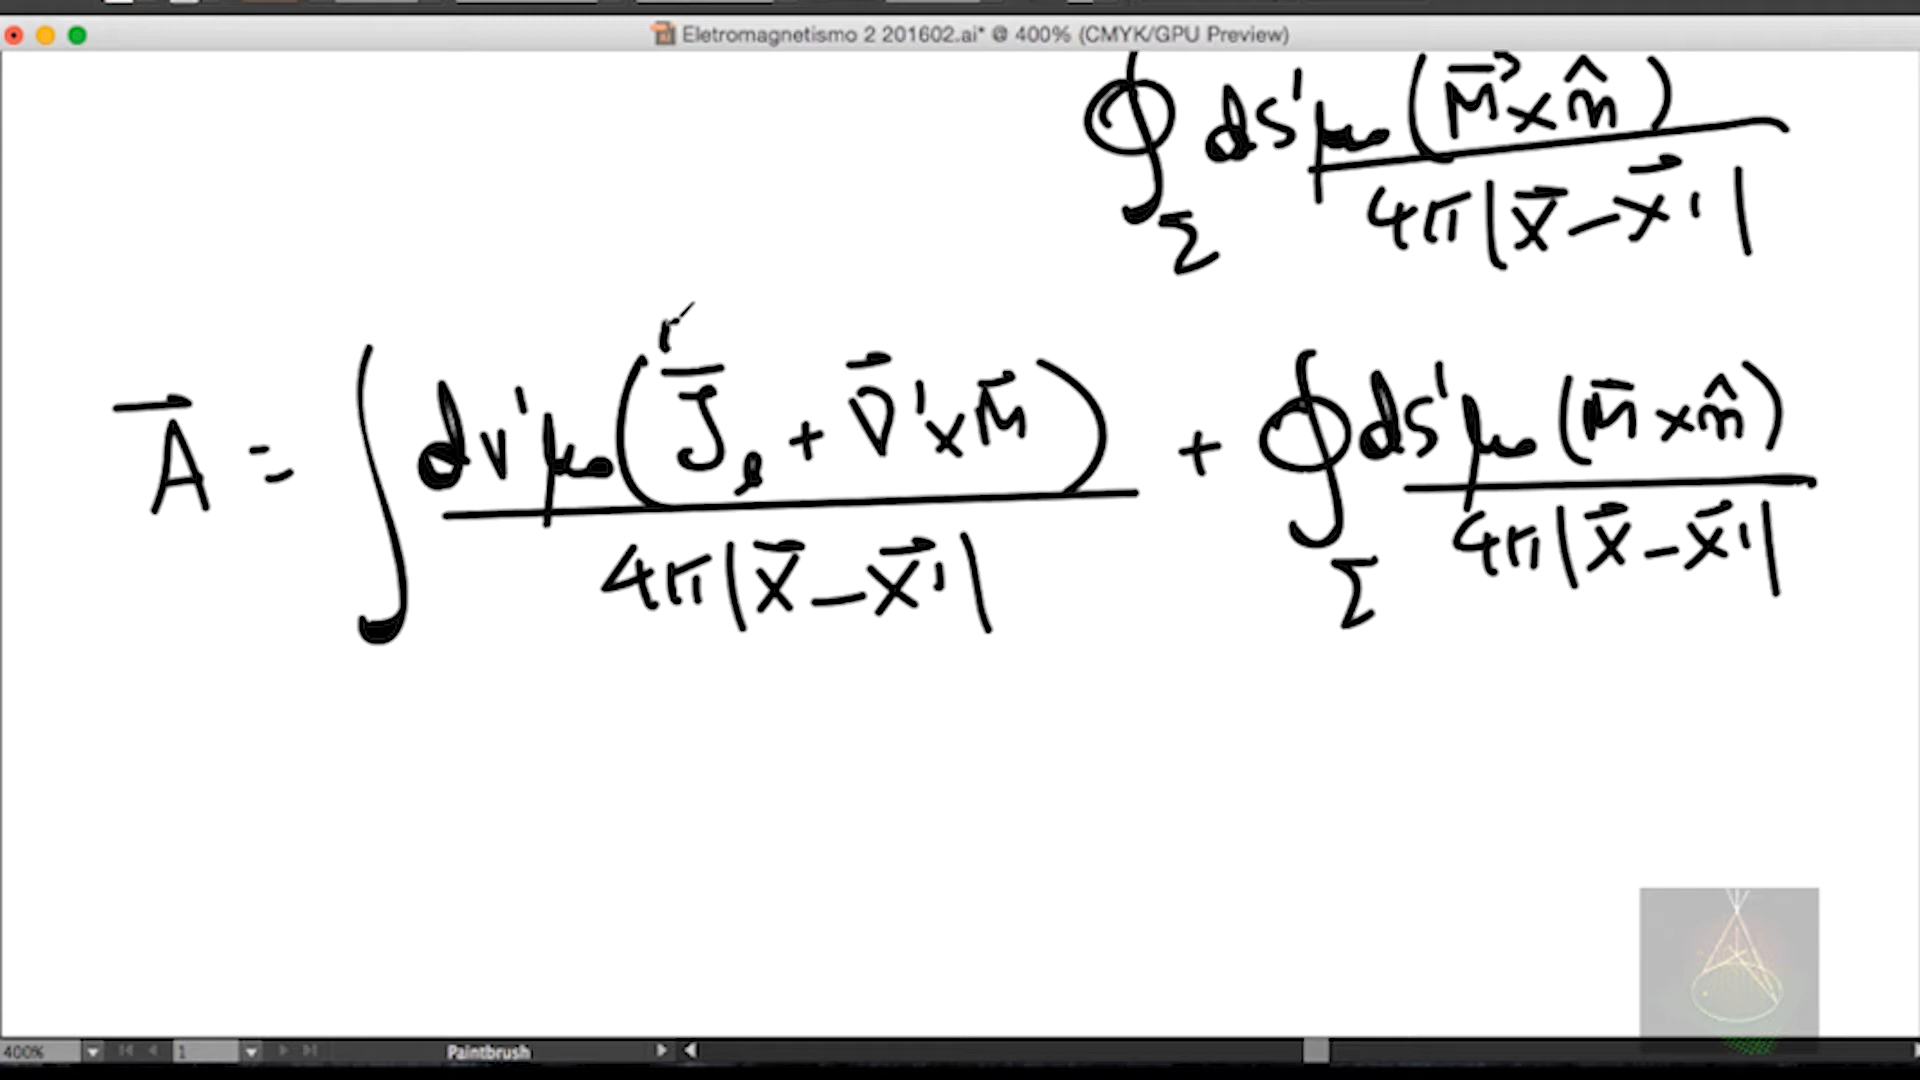 Eletromagnetismo 2 201602.ai* @ 400% (CMYK/GPU Preview)
∮_Σ dS' μ₀ (M⃗ × n̂) / 4π|x⃗ − x⃗'|
A⃗ = ∫ dv' μ₀ (J⃗_l + ∇⃗' × M⃗) / 4π|x⃗ − x⃗'| + ∮_Σ dS' μ₀ (M⃗ × n̂) / 4π|x⃗ − x⃗'|
400% 1 Paintbrush